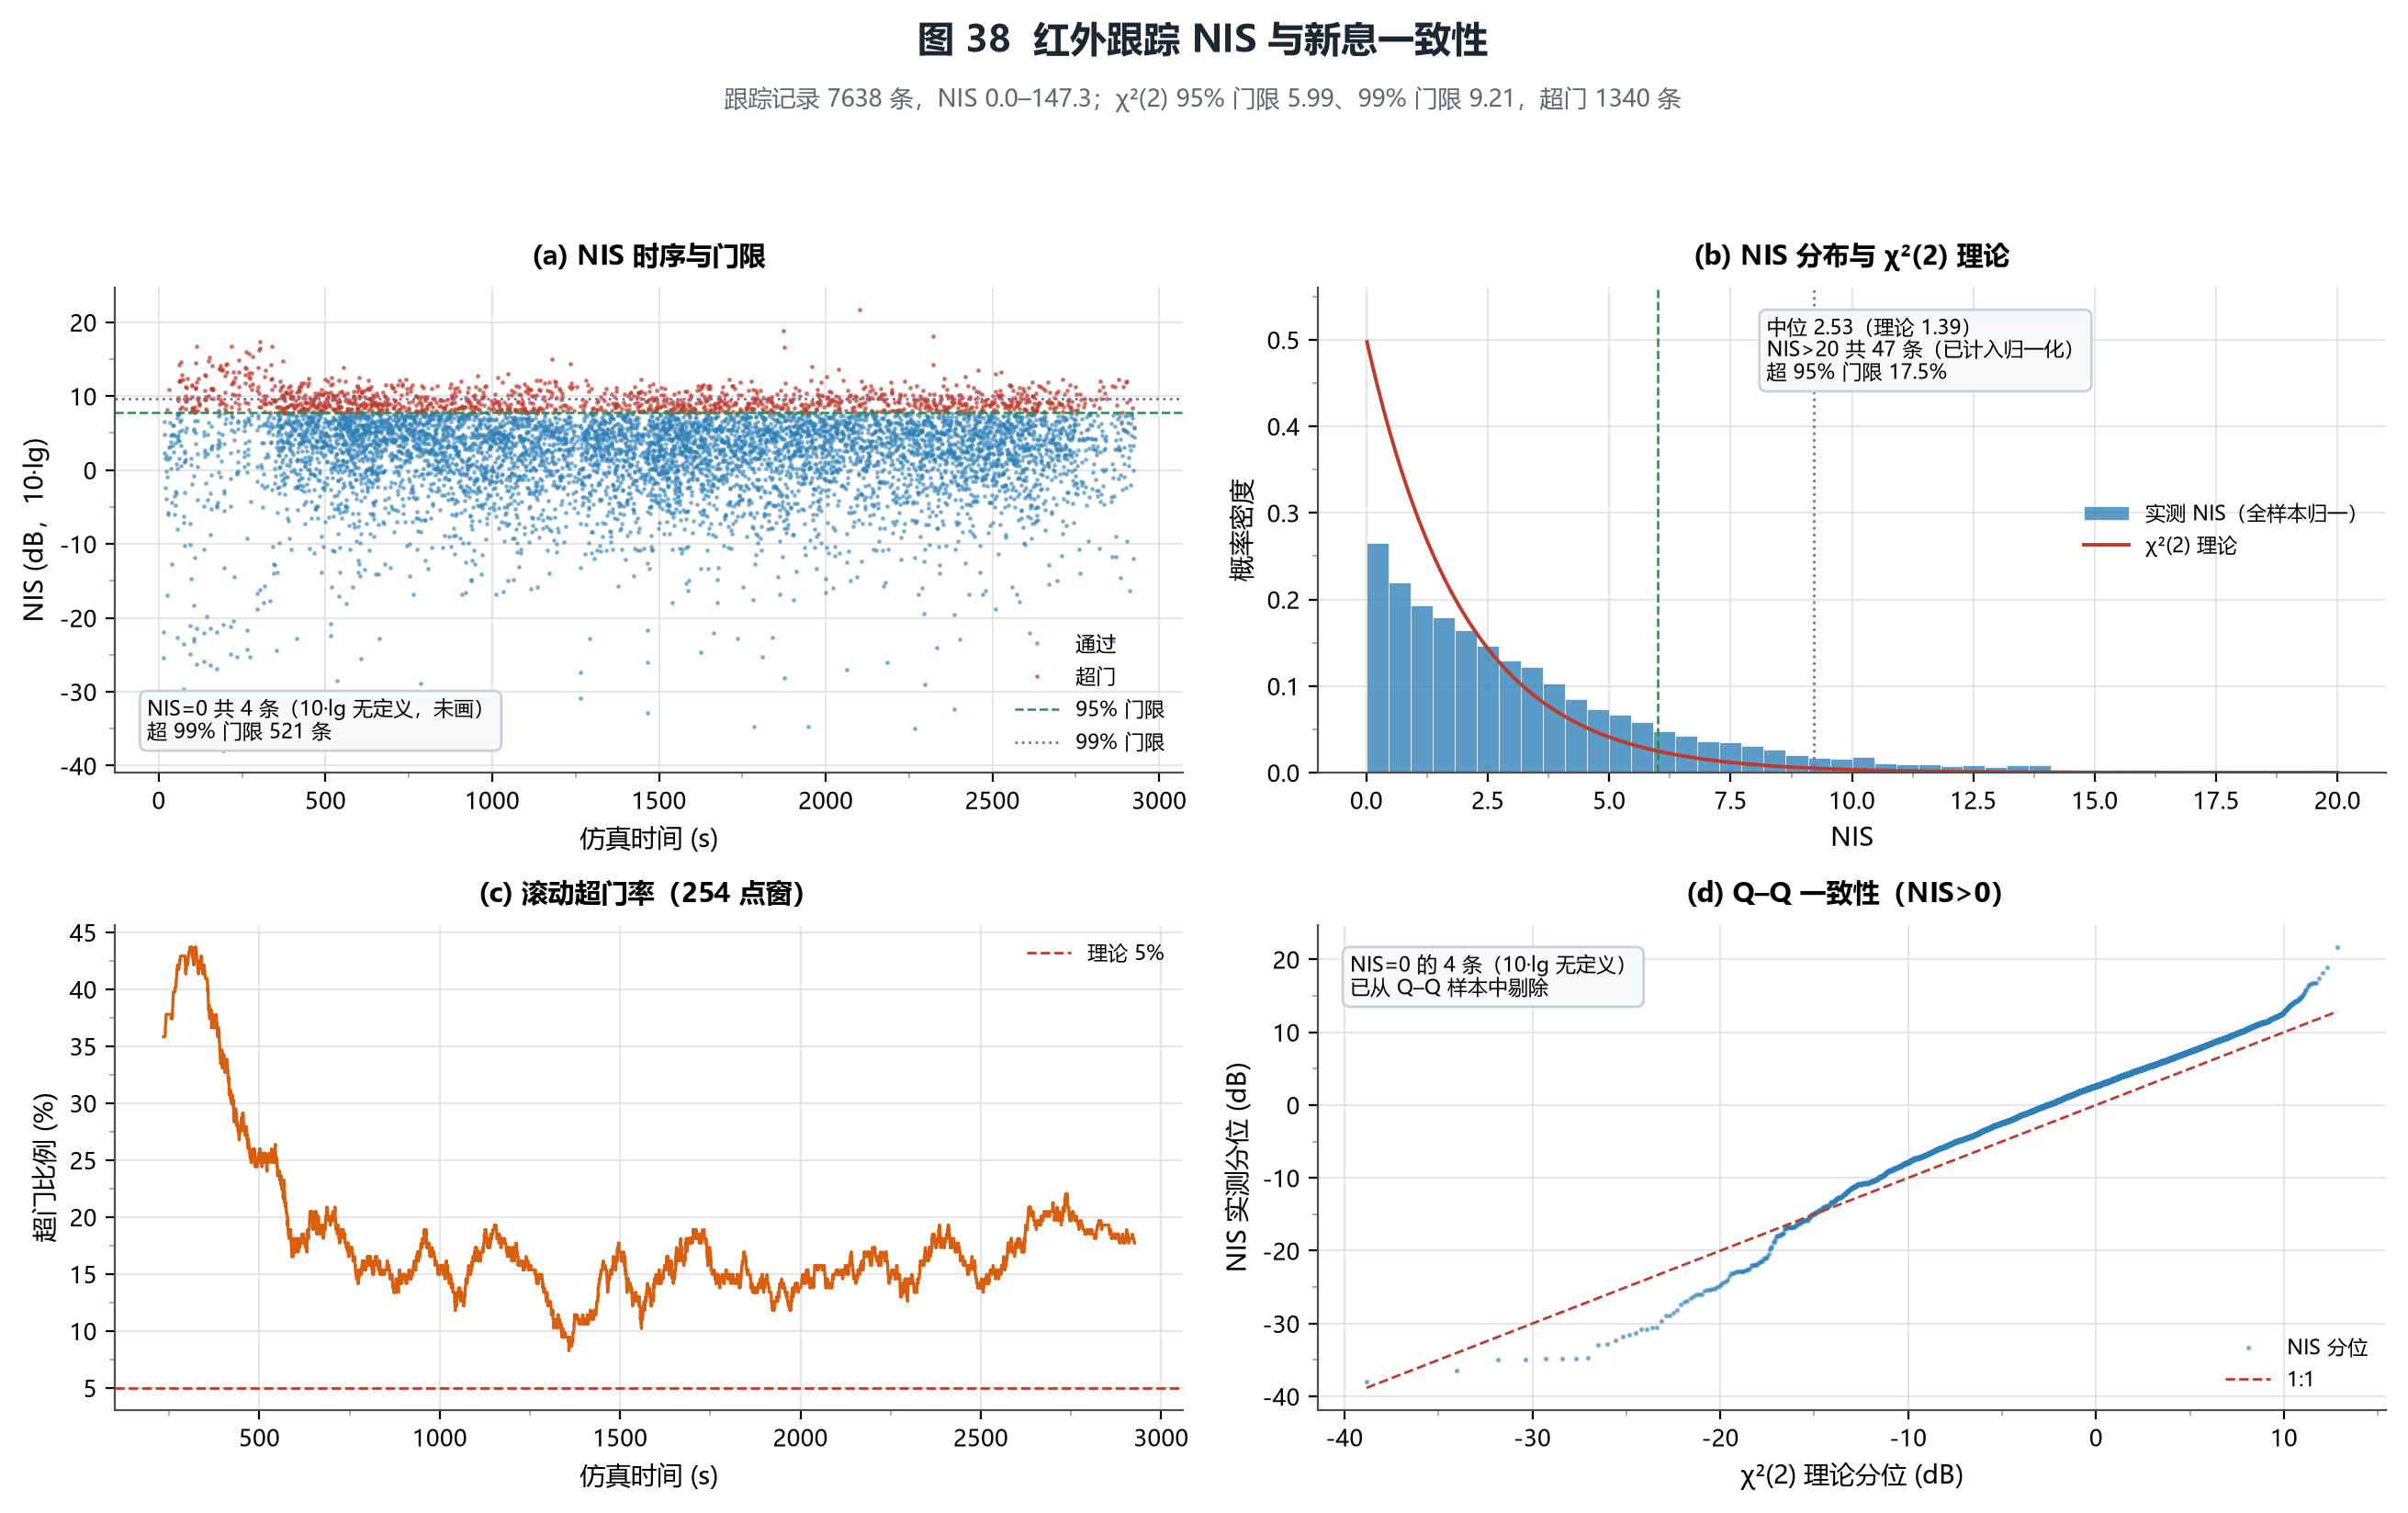 图 38 红外跟踪 NIS 与新息一致性
跟踪记录 7638 条，NIS 0.0–147.3；χ²(2) 95% 门限 5.99、99% 门限 9.21，超门 1340 条
(a) NIS 时序与门限
NIS (dB，10·lg)
20
10
0
-10
-20
-30
-40
通过
超门
95% 门限
99% 门限
NIS=0 共 4 条（10·lg 无定义，未画）
超 99% 门限 521 条
0
500
1000
1500
2000
2500
3000
仿真时间 (s)
(b) NIS 分布与 χ²(2) 理论
概率密度
0.5
0.4
0.3
0.2
0.1
0.0
中位 2.53（理论 1.39）
NIS>20 共 47 条（已计入归一化）
超 95% 门限 17.5%
实测 NIS（全样本归一）
χ²(2) 理论
0.0
2.5
5.0
7.5
10.0
12.5
15.0
17.5
20.0
NIS
(c) 滚动超门率（254 点窗）
超门比例 (%)
45
40
35
30
25
20
15
10
5
理论 5%
500
1000
1500
2000
2500
3000
仿真时间 (s)
(d) Q–Q 一致性（NIS>0）
NIS 实测分位 (dB)
20
10
0
-10
-20
-30
-40
NIS=0 的 4 条（10·lg 无定义）
已从 Q–Q 样本中剔除
NIS 分位
1:1
-40
-30
-20
-10
0
10
χ²(2) 理论分位 (dB)